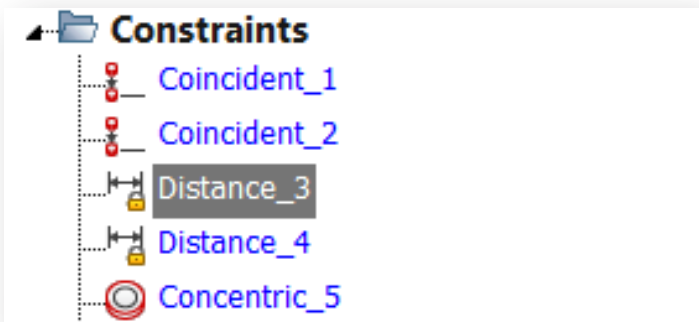 Constraints
Coincident_1
Coincident_2
Distance_3
Distance_4
Concentric_5